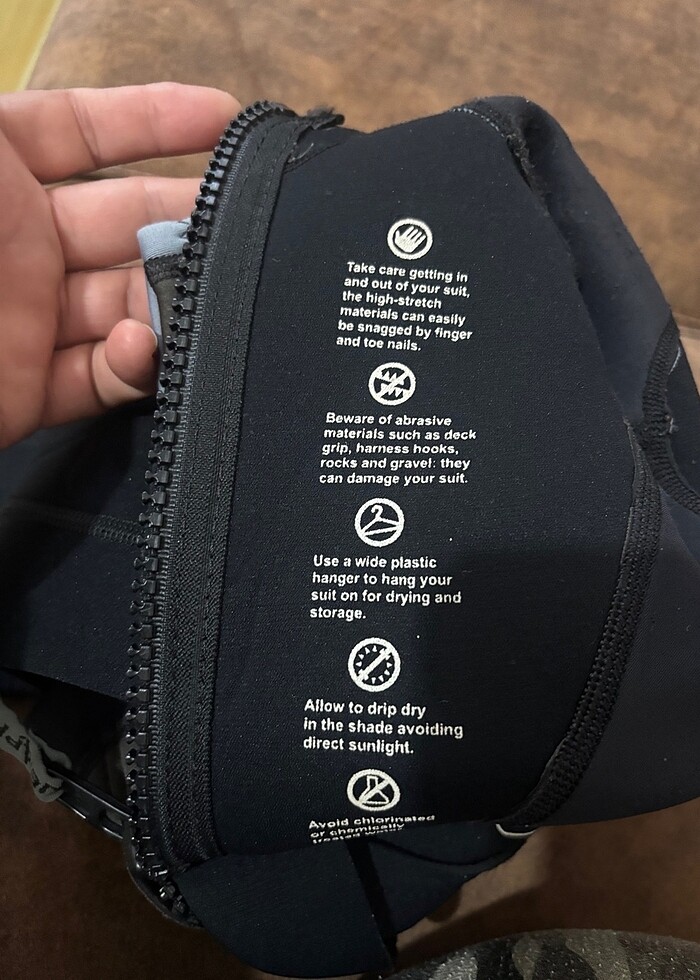 Take care getting in
and out of your suit,
the high-stretch
materials can easily
be snagged by finger
and toe nails.
Beware of abrasive
materials such as deck
grip, harness hooks,
rocks and gravel: they
can damage your suit.
Use a wide plastic
hanger to hang your
suit on for drying and
storage.
Allow to drip dry
in the shade avoiding
direct sunlight.
Avoid chlorinated
or chemically
treated water